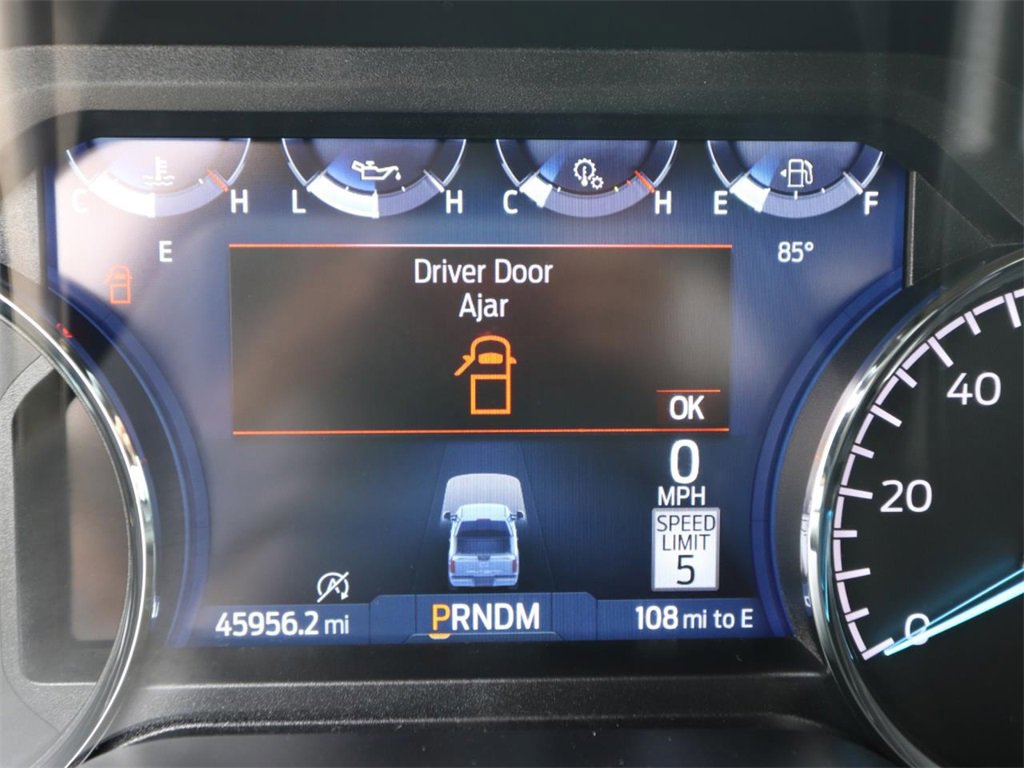 C H L H C H E F
E 85°
Driver Door
Ajar
OK
0
MPH
SPEED
LIMIT
5
45956.2 mi PRNDM 108 mi to E
40
20
0